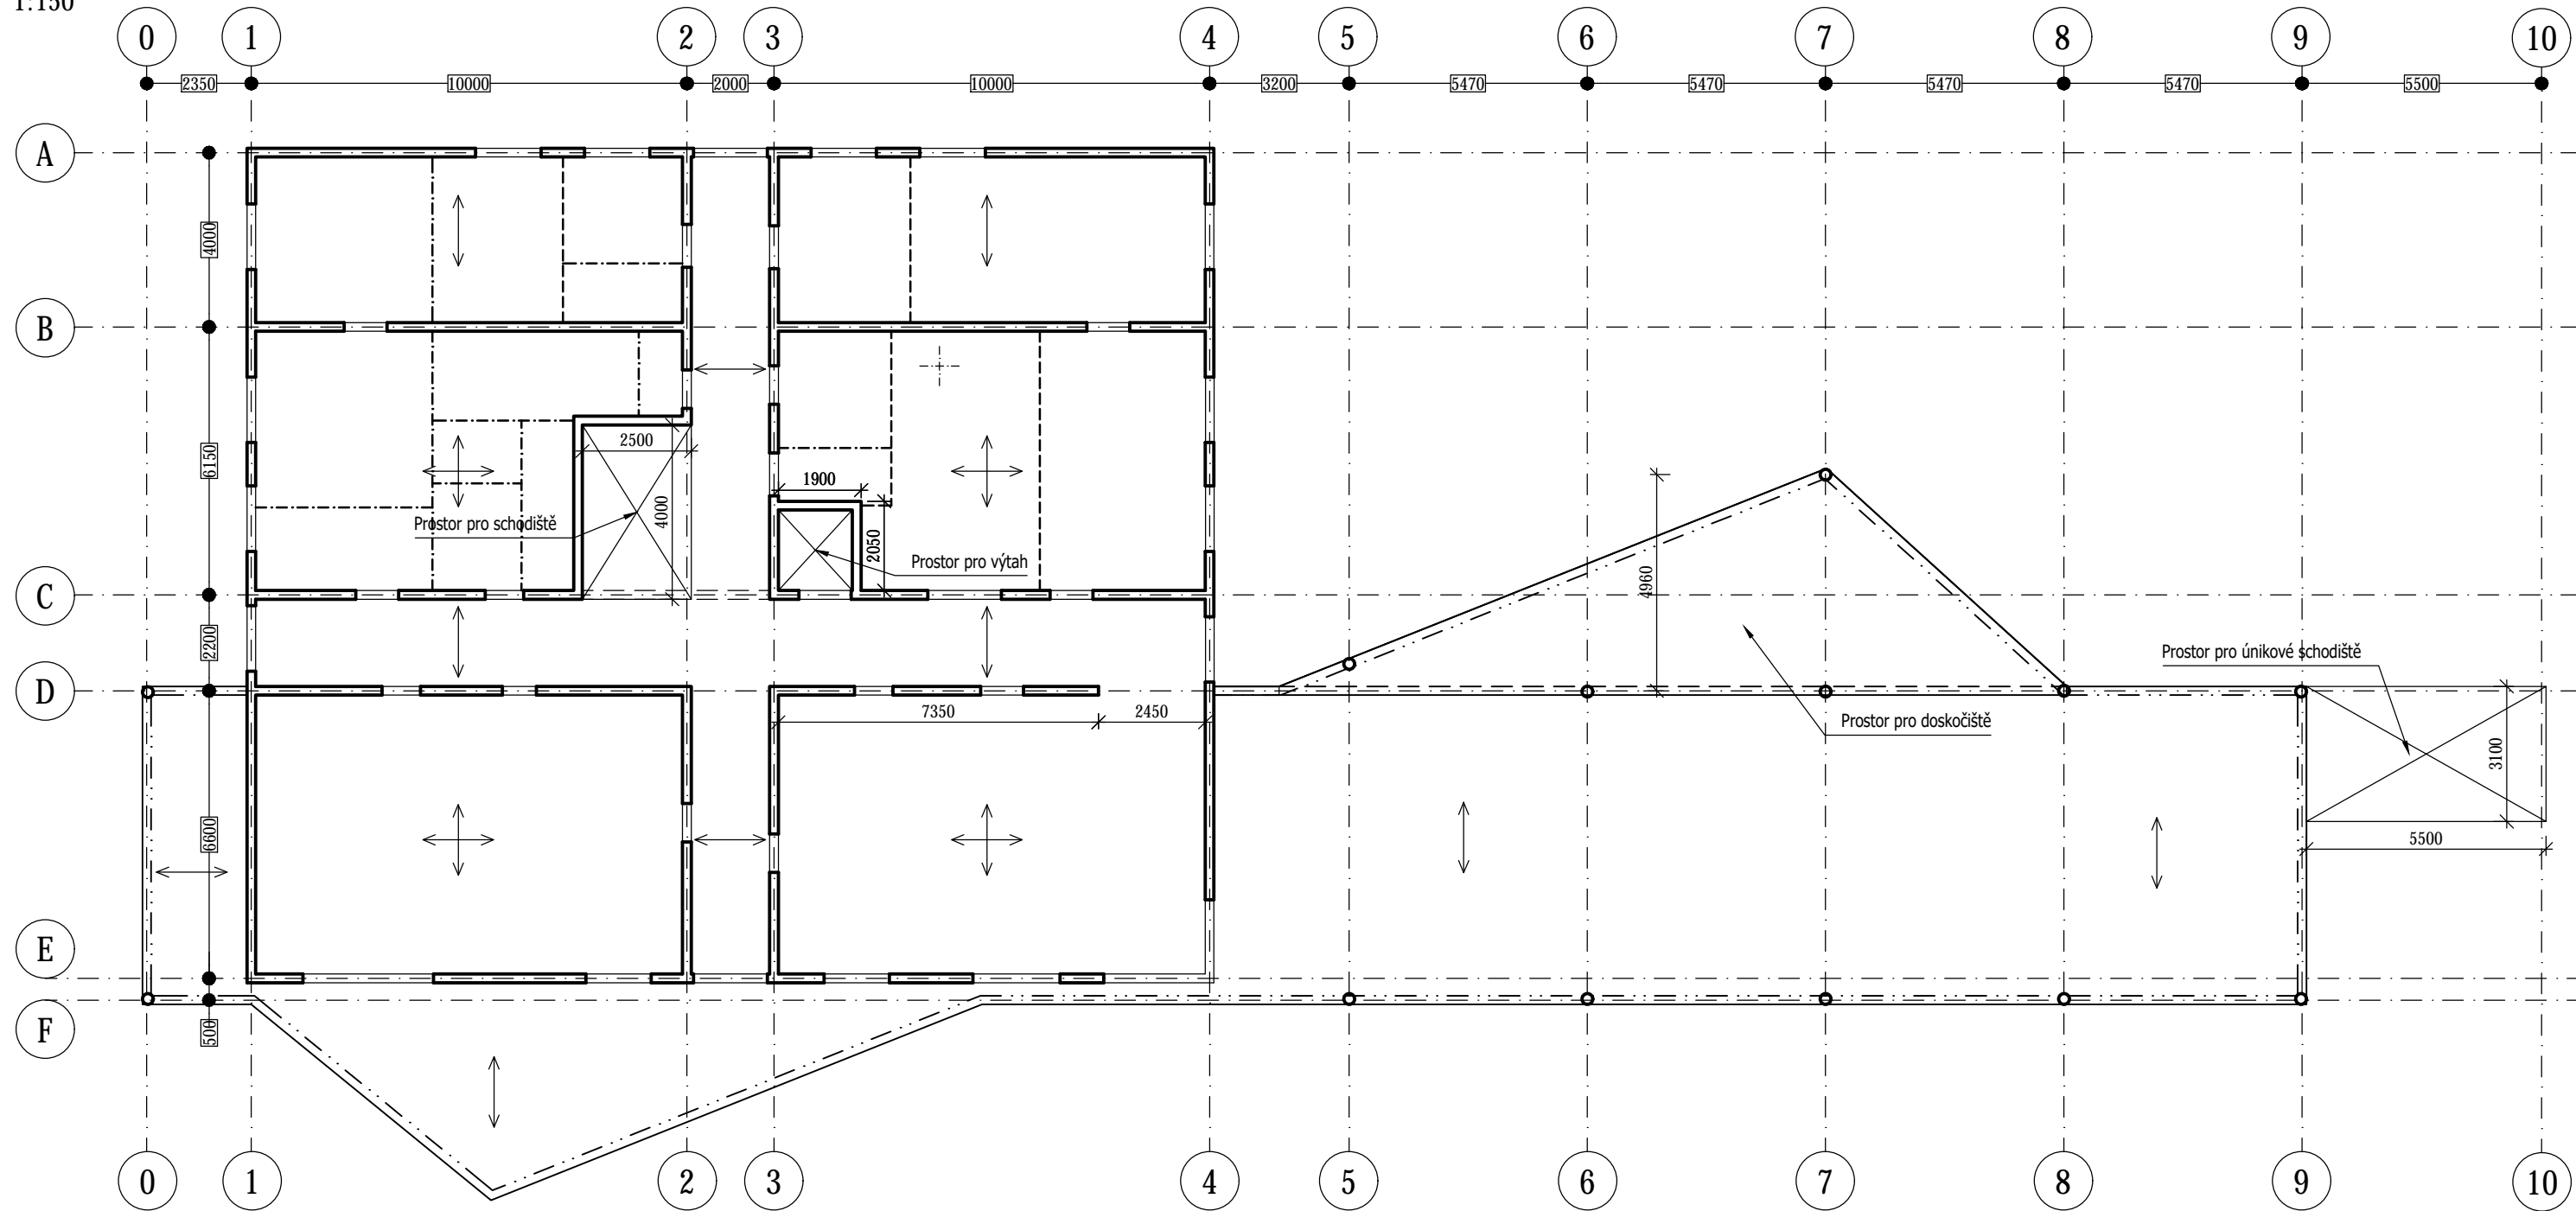 1:150
0 1 2 3 4 5 6 7 8 9 10
2350 10000 2000 10000 3200 5470 5470 5470 5470 5500
A
4000
B
2500
6150
1900
4000
Prostor pro schodiště
2050
Prostor pro výtah
4960
C
2200
Prostor pro únikové schodiště
D
7350 2450
Prostor pro doskočiště
3100
6600
5500
E
F
500
0 1 2 3 4 5 6 7 8 9 10